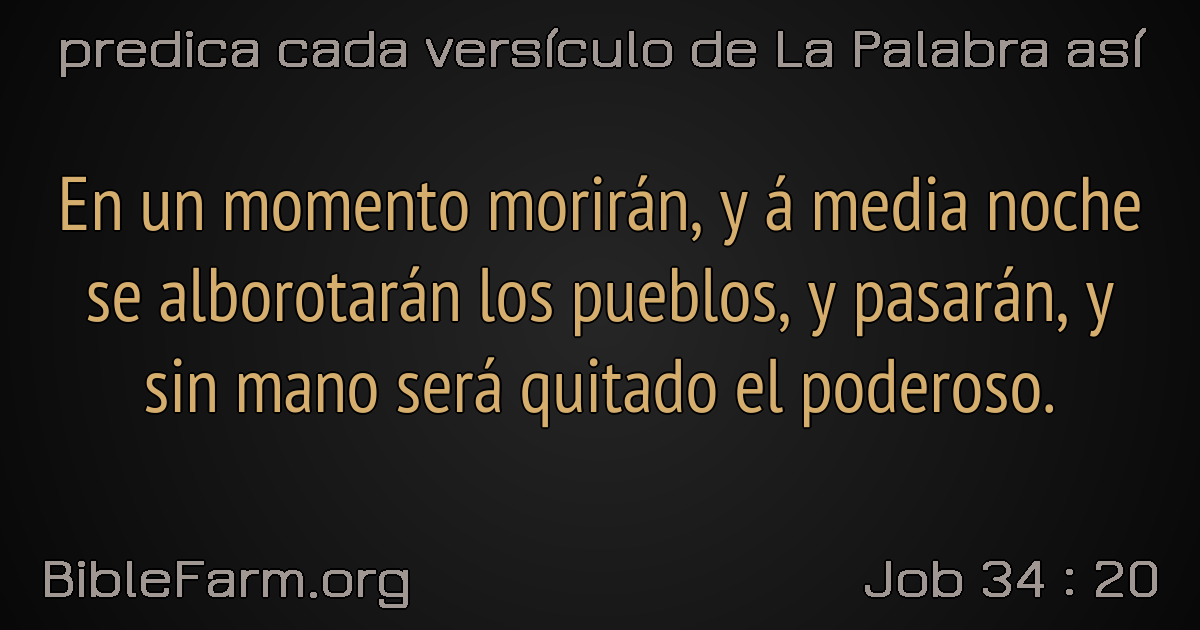 predica cada versículo de La Palabra así
En un momento morirán, y á media noche
se alborotarán los pueblos, y pasarán, y
sin mano será quitado el poderoso.
BibleFarm.org
Job 34 : 20